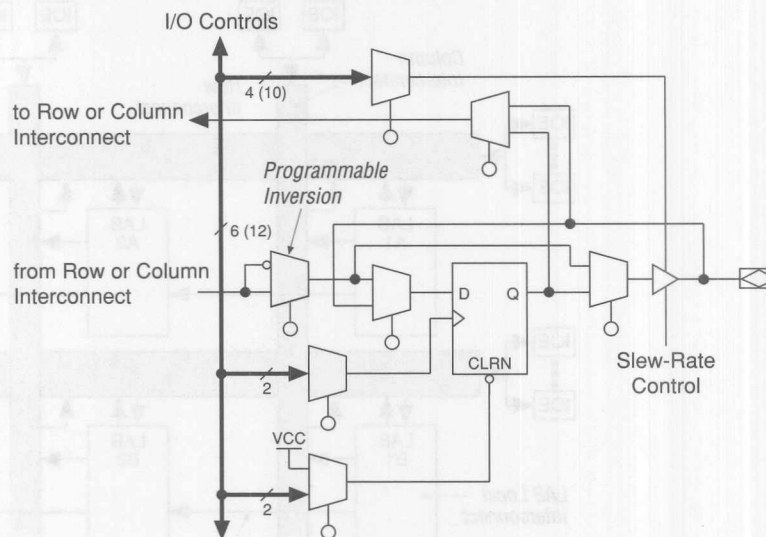 I/O Controls
4 (10)
to Row or Column
Interconnect
Programmable
Inversion
6 (12)
from Row or Column
Interconnect
D
Q
CLRN
2
Slew-Rate
Control
VCC
2